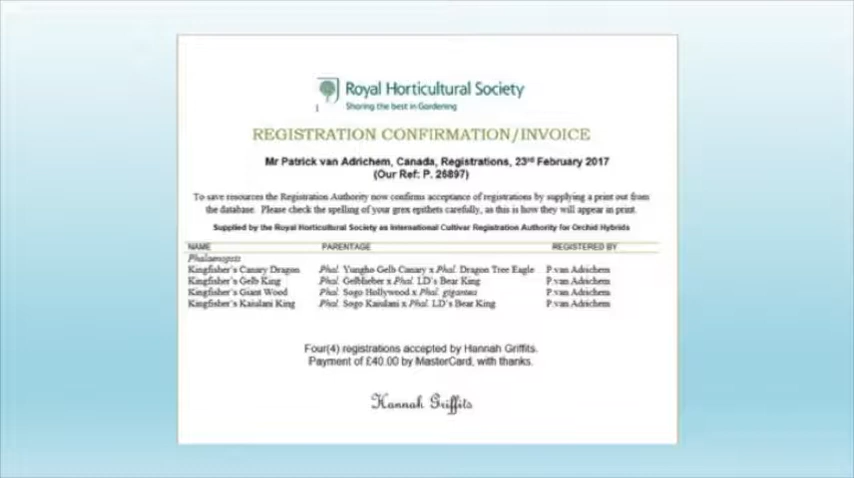 Royal Horticultural Society
Sharing the best in Gardening
REGISTRATION CONFIRMATION/INVOICE
Mr Patrick van Adrichem, Canada, Registrations, 23rd February 2017
(Our Ref: P. 26897)
To save resources the Registration Authority now confirms acceptance of registrations by supplying a print out from
the database. Please check the spelling of your grex epithets carefully, as this is how they will appear in print.
Supplied by the Royal Horticultural Society as International Cultivar Registration Authority for Orchid Hybrids
NAME PARENTAGE REGISTERED BY
Phalaenopsis
Kingfisher's Canary Dragon Phal. Yungho Gelb Canary x Phal. Dragon Tree Eagle P.van Adrichem
Kingfisher's Gelb King Phal. Gelblieber x Phal. LD's Bear King P.van Adrichem
Kingfisher's Giant Wood Phal. Sogo Hollywood x Phal. gigantea P.van Adrichem
Kingfisher's Kaiulani King Phal. Sogo Kaiulani x Phal. LD's Bear King P.van Adrichem
Four(4) registrations accepted by Hannah Griffits.
Payment of £40.00 by MasterCard, with thanks.
Hannah Griffits